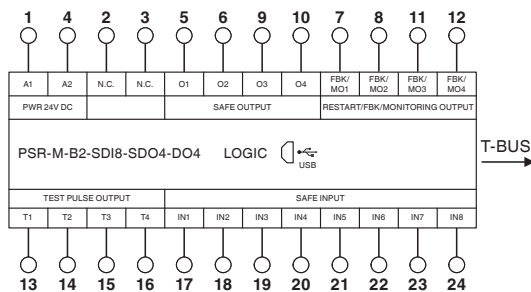 1 4 2 3 5 6 9 10 7 8 11 12
A1 A2 N.C. N.C. O1 O2 O3 O4 FBK/MO1 FBK/MO2 FBK/MO3 FBK/MO4
PWR 24V DC SAFE OUTPUT RESTART/FBK/MONITORING OUTPUT
PSR-M-B2-SDI8-SDO4-DO4 LOGIC USB T-BUS
TEST PULSE OUTPUT SAFE INPUT
T1 T2 T3 T4 IN1 IN2 IN3 IN4 IN5 IN6 IN7 IN8
13 14 15 16 17 18 19 20 21 22 23 24